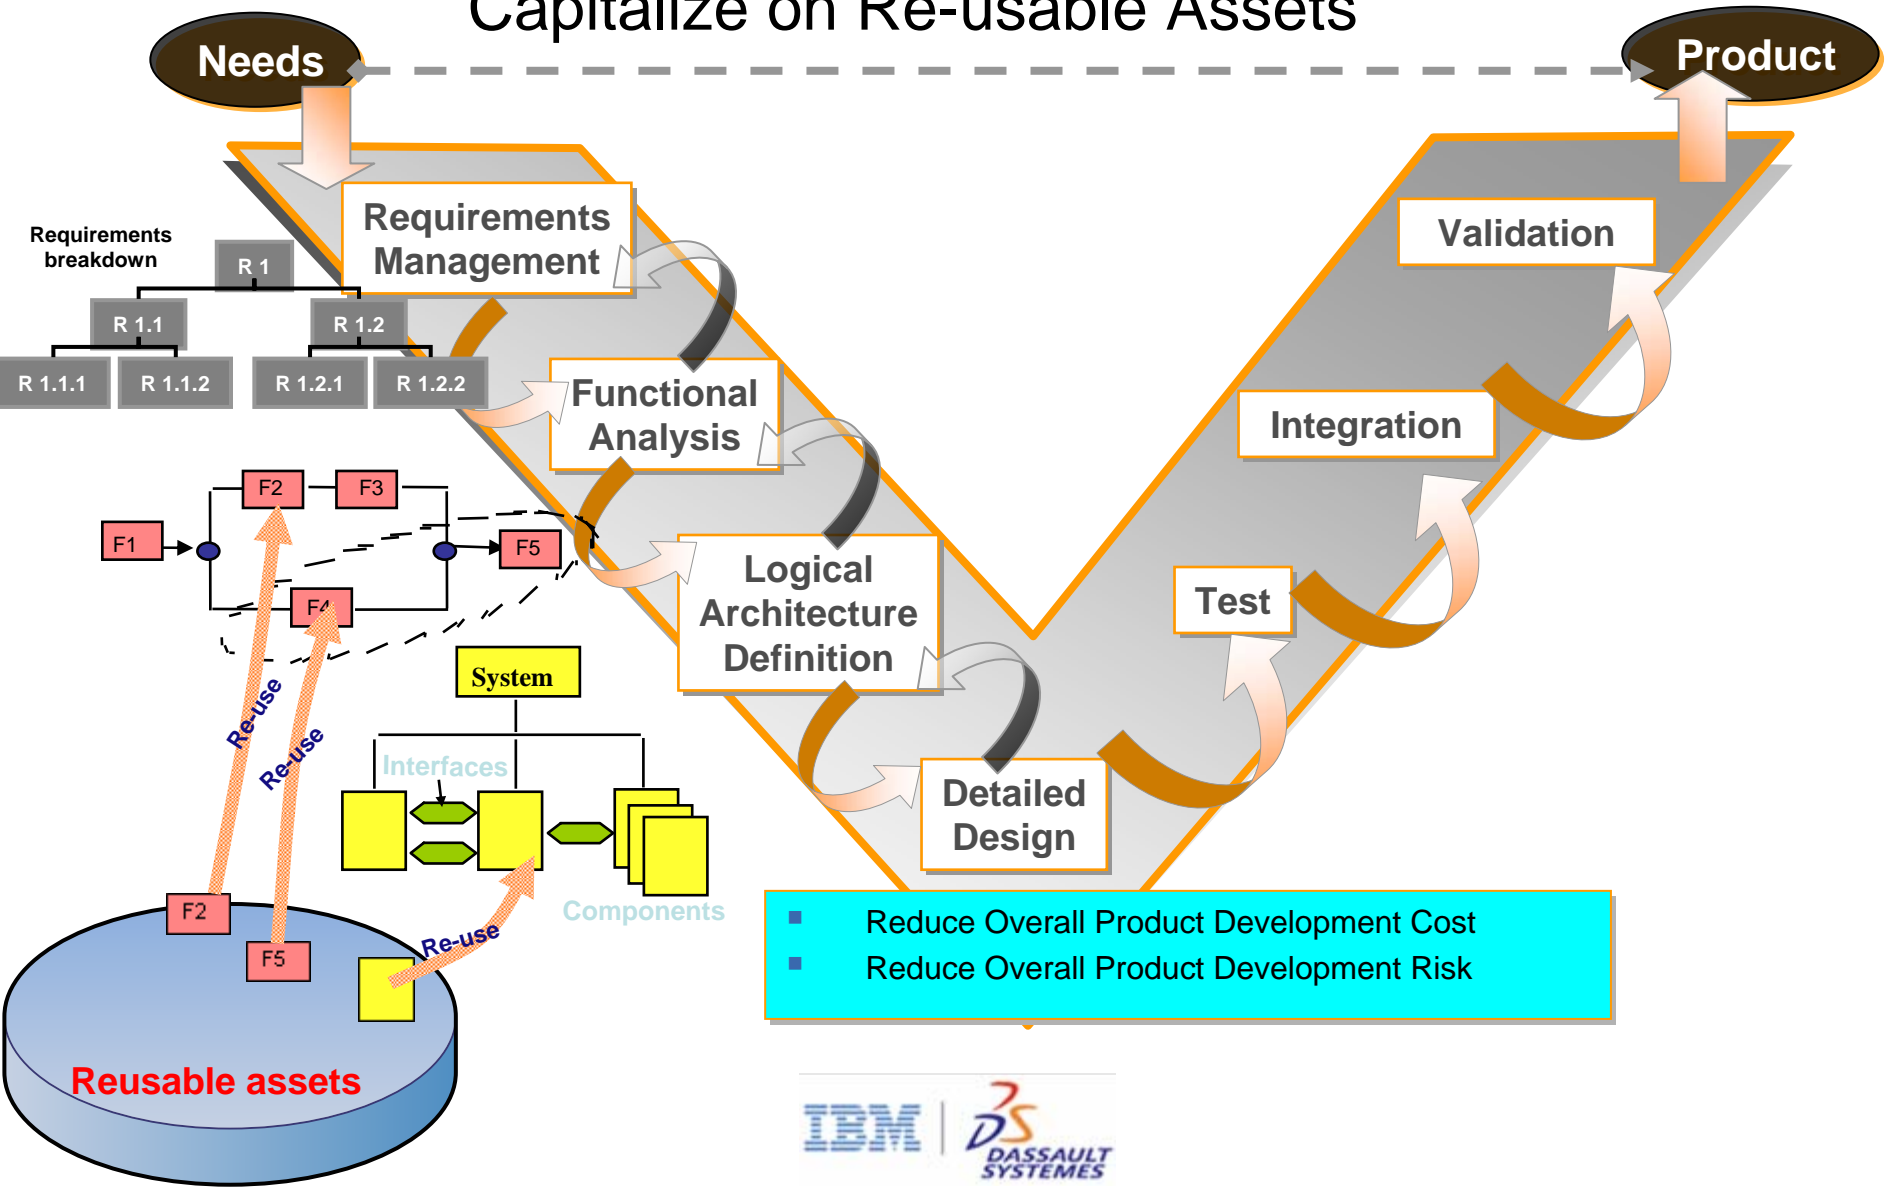 Capitalize on Re-usable Assets
Needs
Product
Requirements
Management
Validation
Requirements
breakdown
R 1
R 1.1
R 1.2
R 1.1.1
R 1.1.2
R 1.2.1
R 1.2.2
Functional
Analysis
Integration
F2
F3
F1
F5
F4
Logical
Architecture
Definition
Test
System
Re-use
Re-use
Interfaces
Detailed
Design
Components
F2
F5
Re-use
Reusable assets
▪ Reduce Overall Product Development Cost
▪ Reduce Overall Product Development Risk
IBM
DS
DASSAULT
SYSTEMES